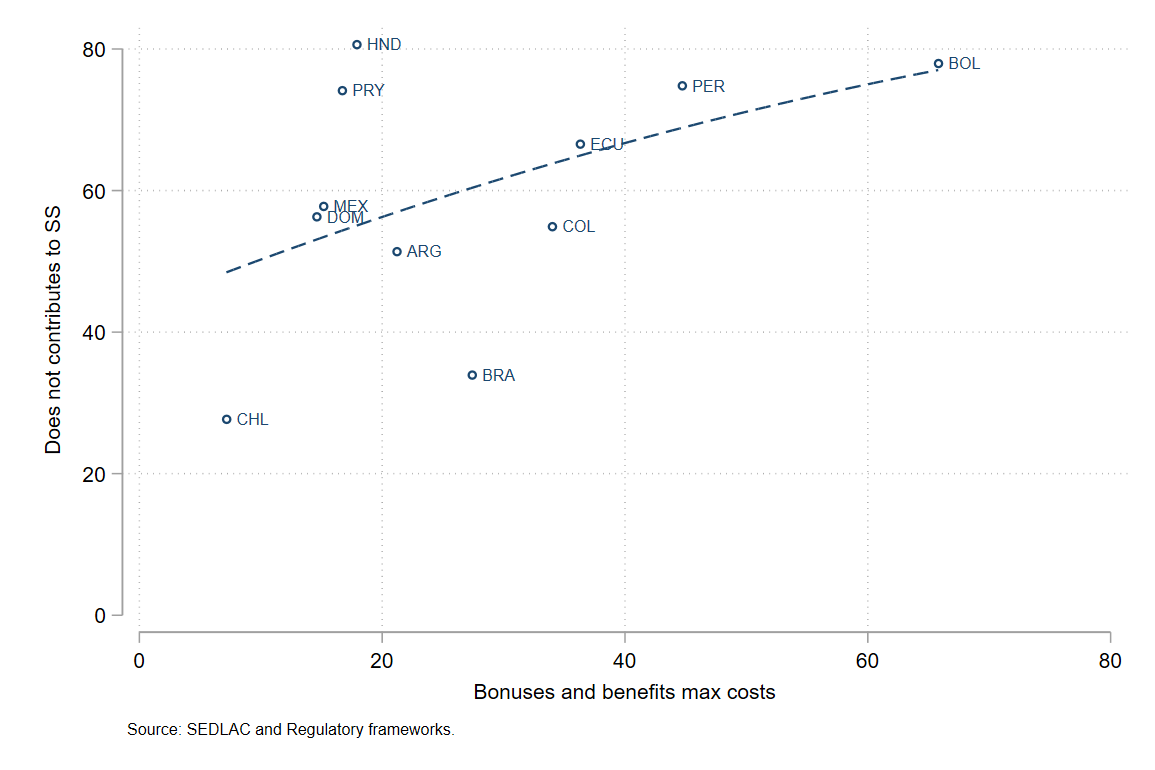 80
60
40
20
0
Does not contributes to SS
HND
PRY
PER
BOL
ECU
MEX
DOM
COL
ARG
BRA
CHL
0 20 40 60 80
Bonuses and benefits max costs
Source: SEDLAC and Regulatory frameworks.